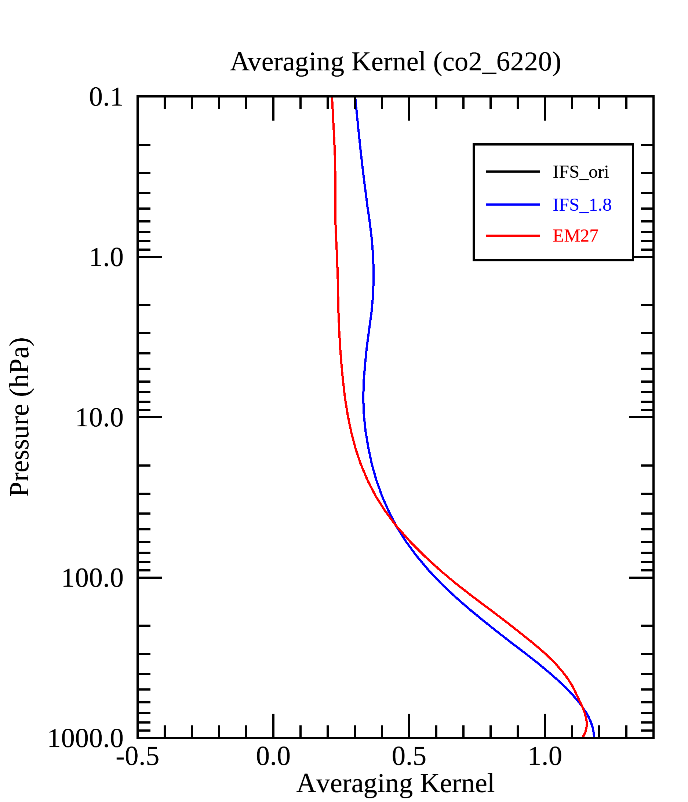 Averaging Kernel (co2_6220)
0.1
IFS_ori
IFS_1.8
EM27
1.0
Pressure (hPa)
10.0
100.0
1000.0
-0.5 0.0 0.5 1.0
Averaging Kernel